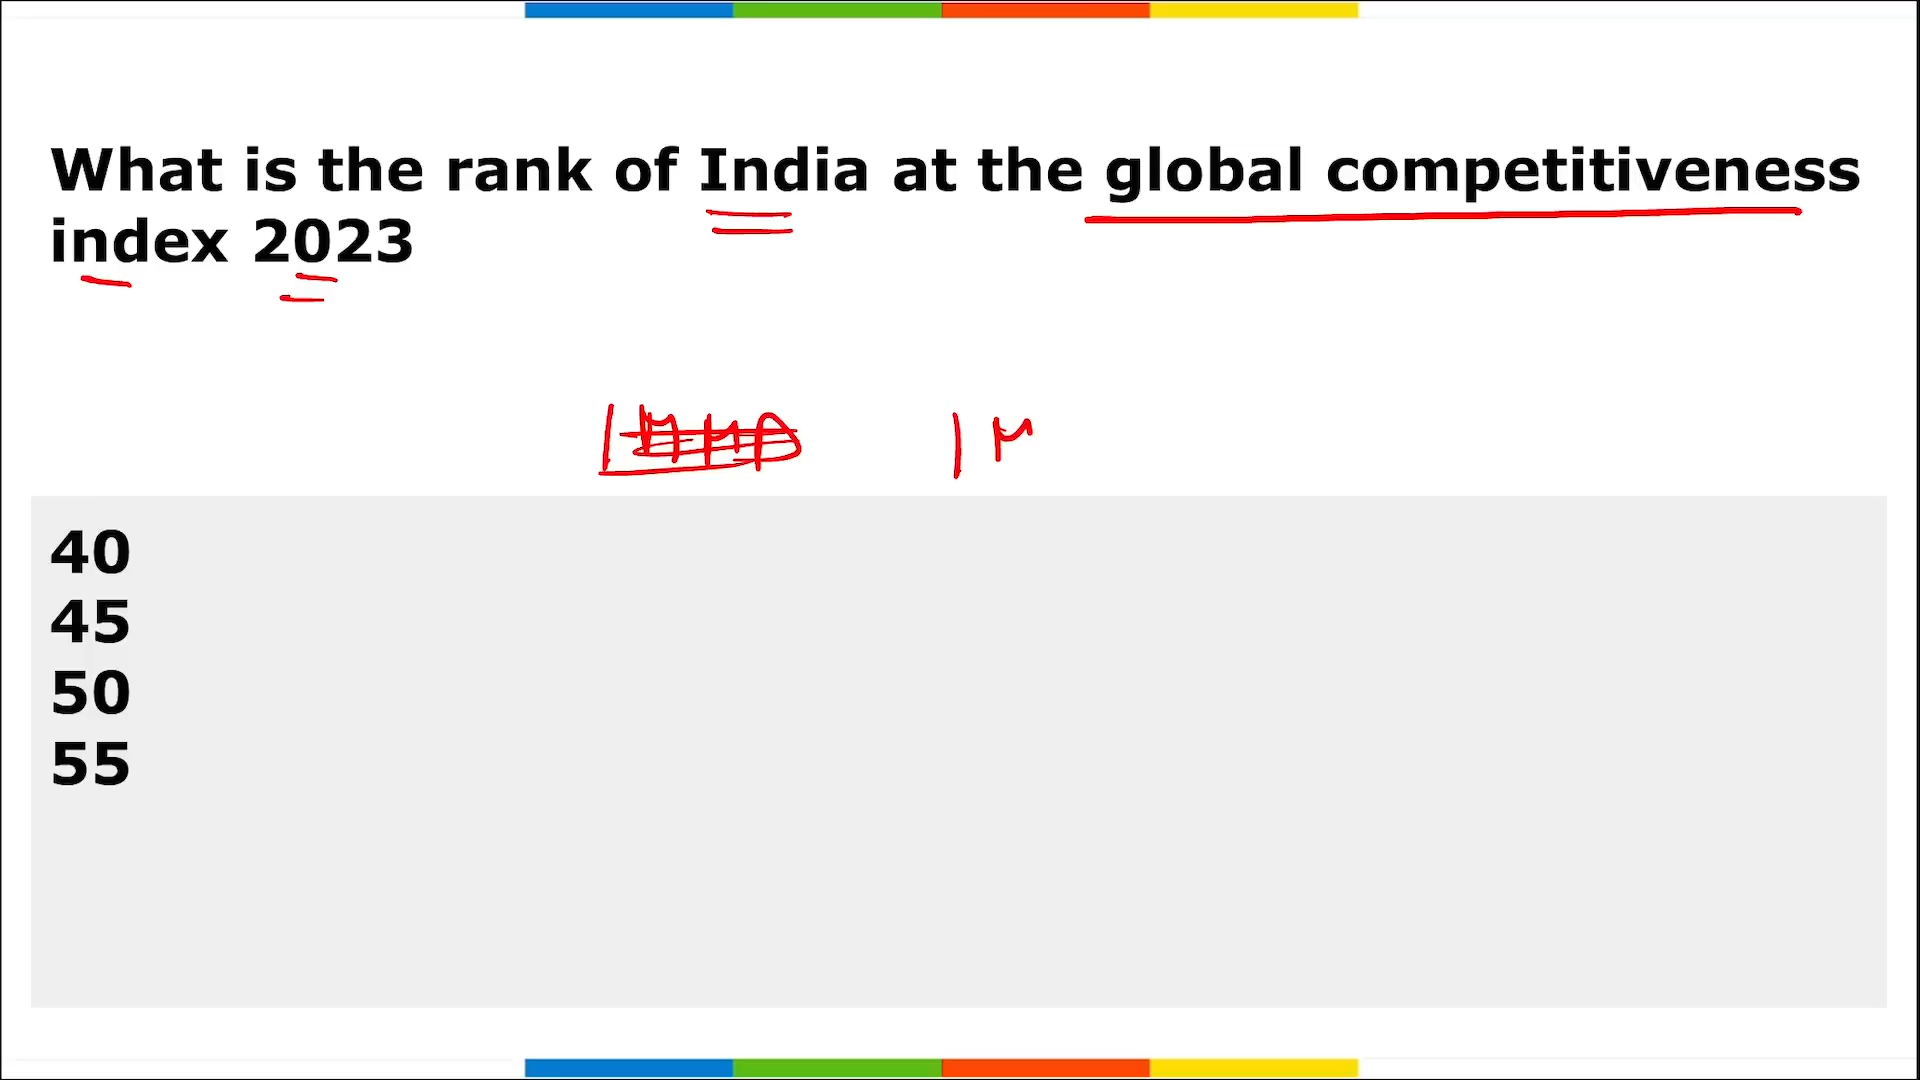 What is the rank of India at the global competitiveness
index 2023
40
45
50
55